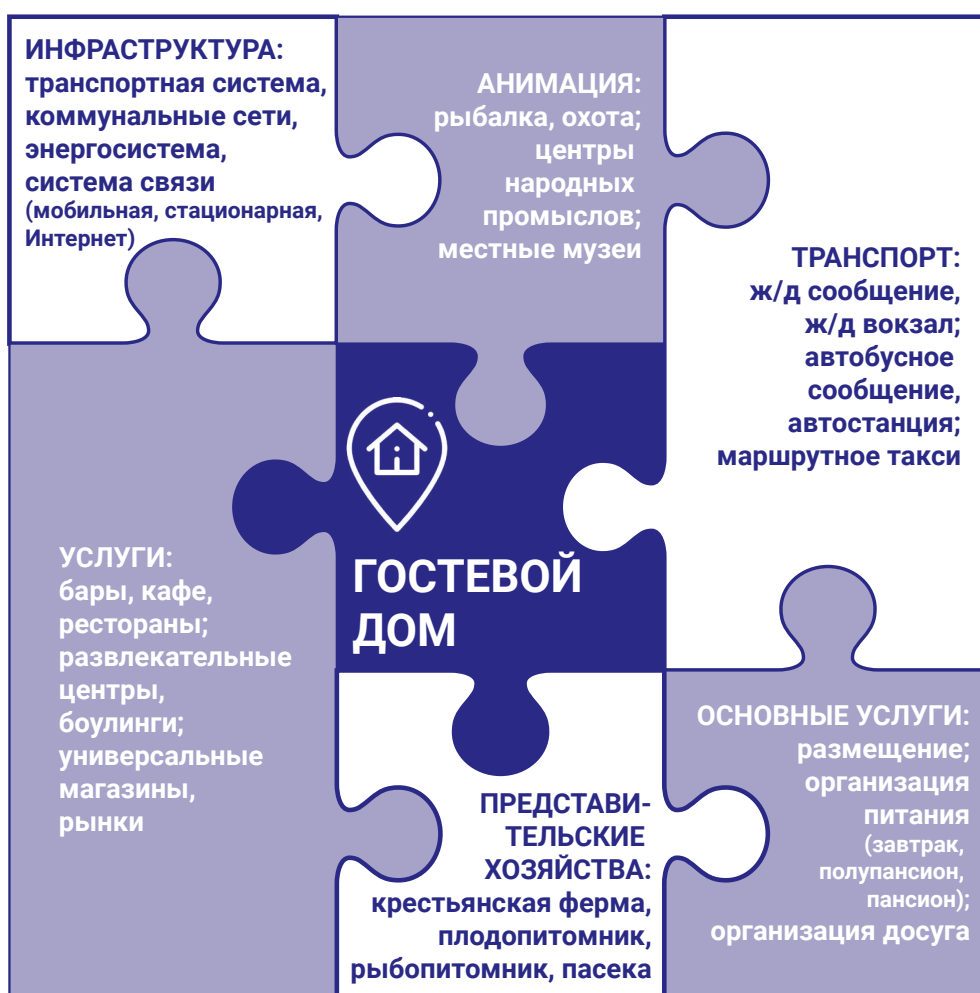 ИНФРАСТРУКТУРА:
транспортная система,
коммунальные сети,
энергосистема,
система связи
(мобильная, стационарная,
Интернет)
АНИМАЦИЯ:
рыбалка, охота;
центры
народных
промыслов;
местные музеи
ТРАНСПОРТ:
ж/д сообщение,
ж/д вокзал;
автобусное
сообщение,
автостанция;
маршрутное такси
УСЛУГИ:
бары, кафе,
рестораны;
развлекательные
центры,
боулинги;
универсальные
магазины,
рынки
ГОСТЕВОЙ
ДОМ
ПРЕДСТАВИ-
ТЕЛЬСКИЕ
ХОЗЯЙСТВА:
крестьянская ферма,
плодопитомник,
рыбопитомник, пасека
ОСНОВНЫЕ УСЛУГИ:
размещение;
организация
питания
(завтрак,
полупансион,
пансион);
организация досуга